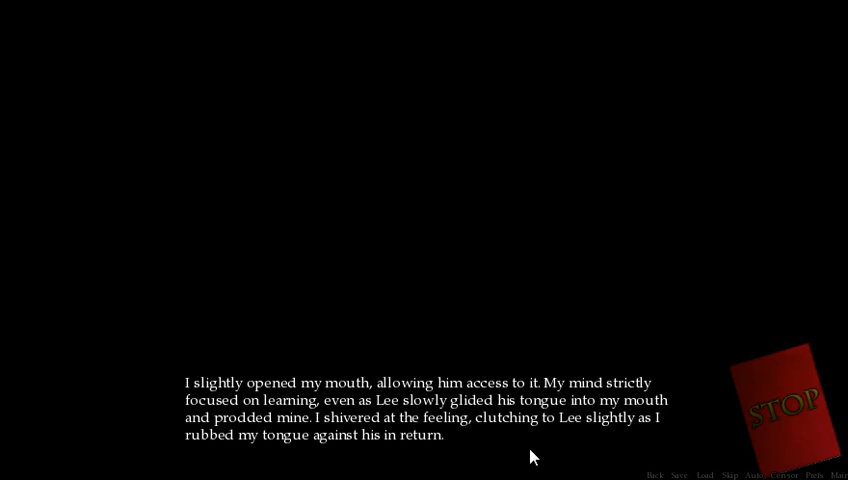 I slightly opened my mouth, allowing him access to it. My mind strictly
focused on learning, even as Lee slowly glided his tongue into my mouth
and prodded mine. I shivered at the feeling, clutching to Lee slightly as I
rubbed my tongue against his in return.
STOP
Back Save Load Skip Auto Censor Prefs Main